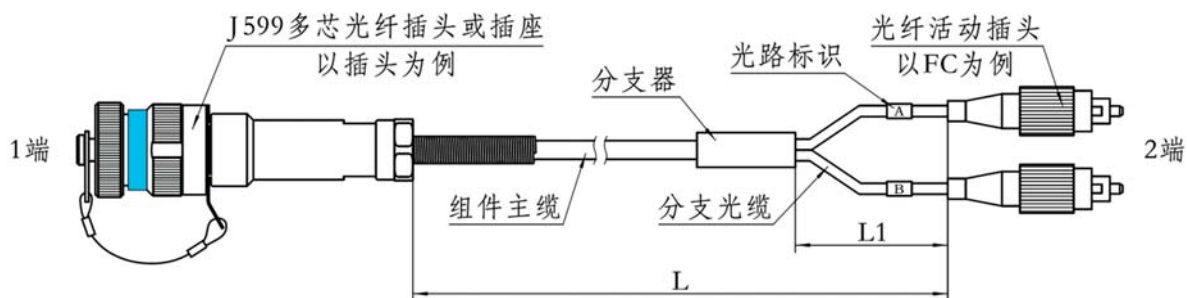 J599多芯光纤插头或插座
以插头为例
光纤活动插头
以FC为例
光路标识
分支器
A
1端
2端
B
组件主缆
分支光缆
L1
L